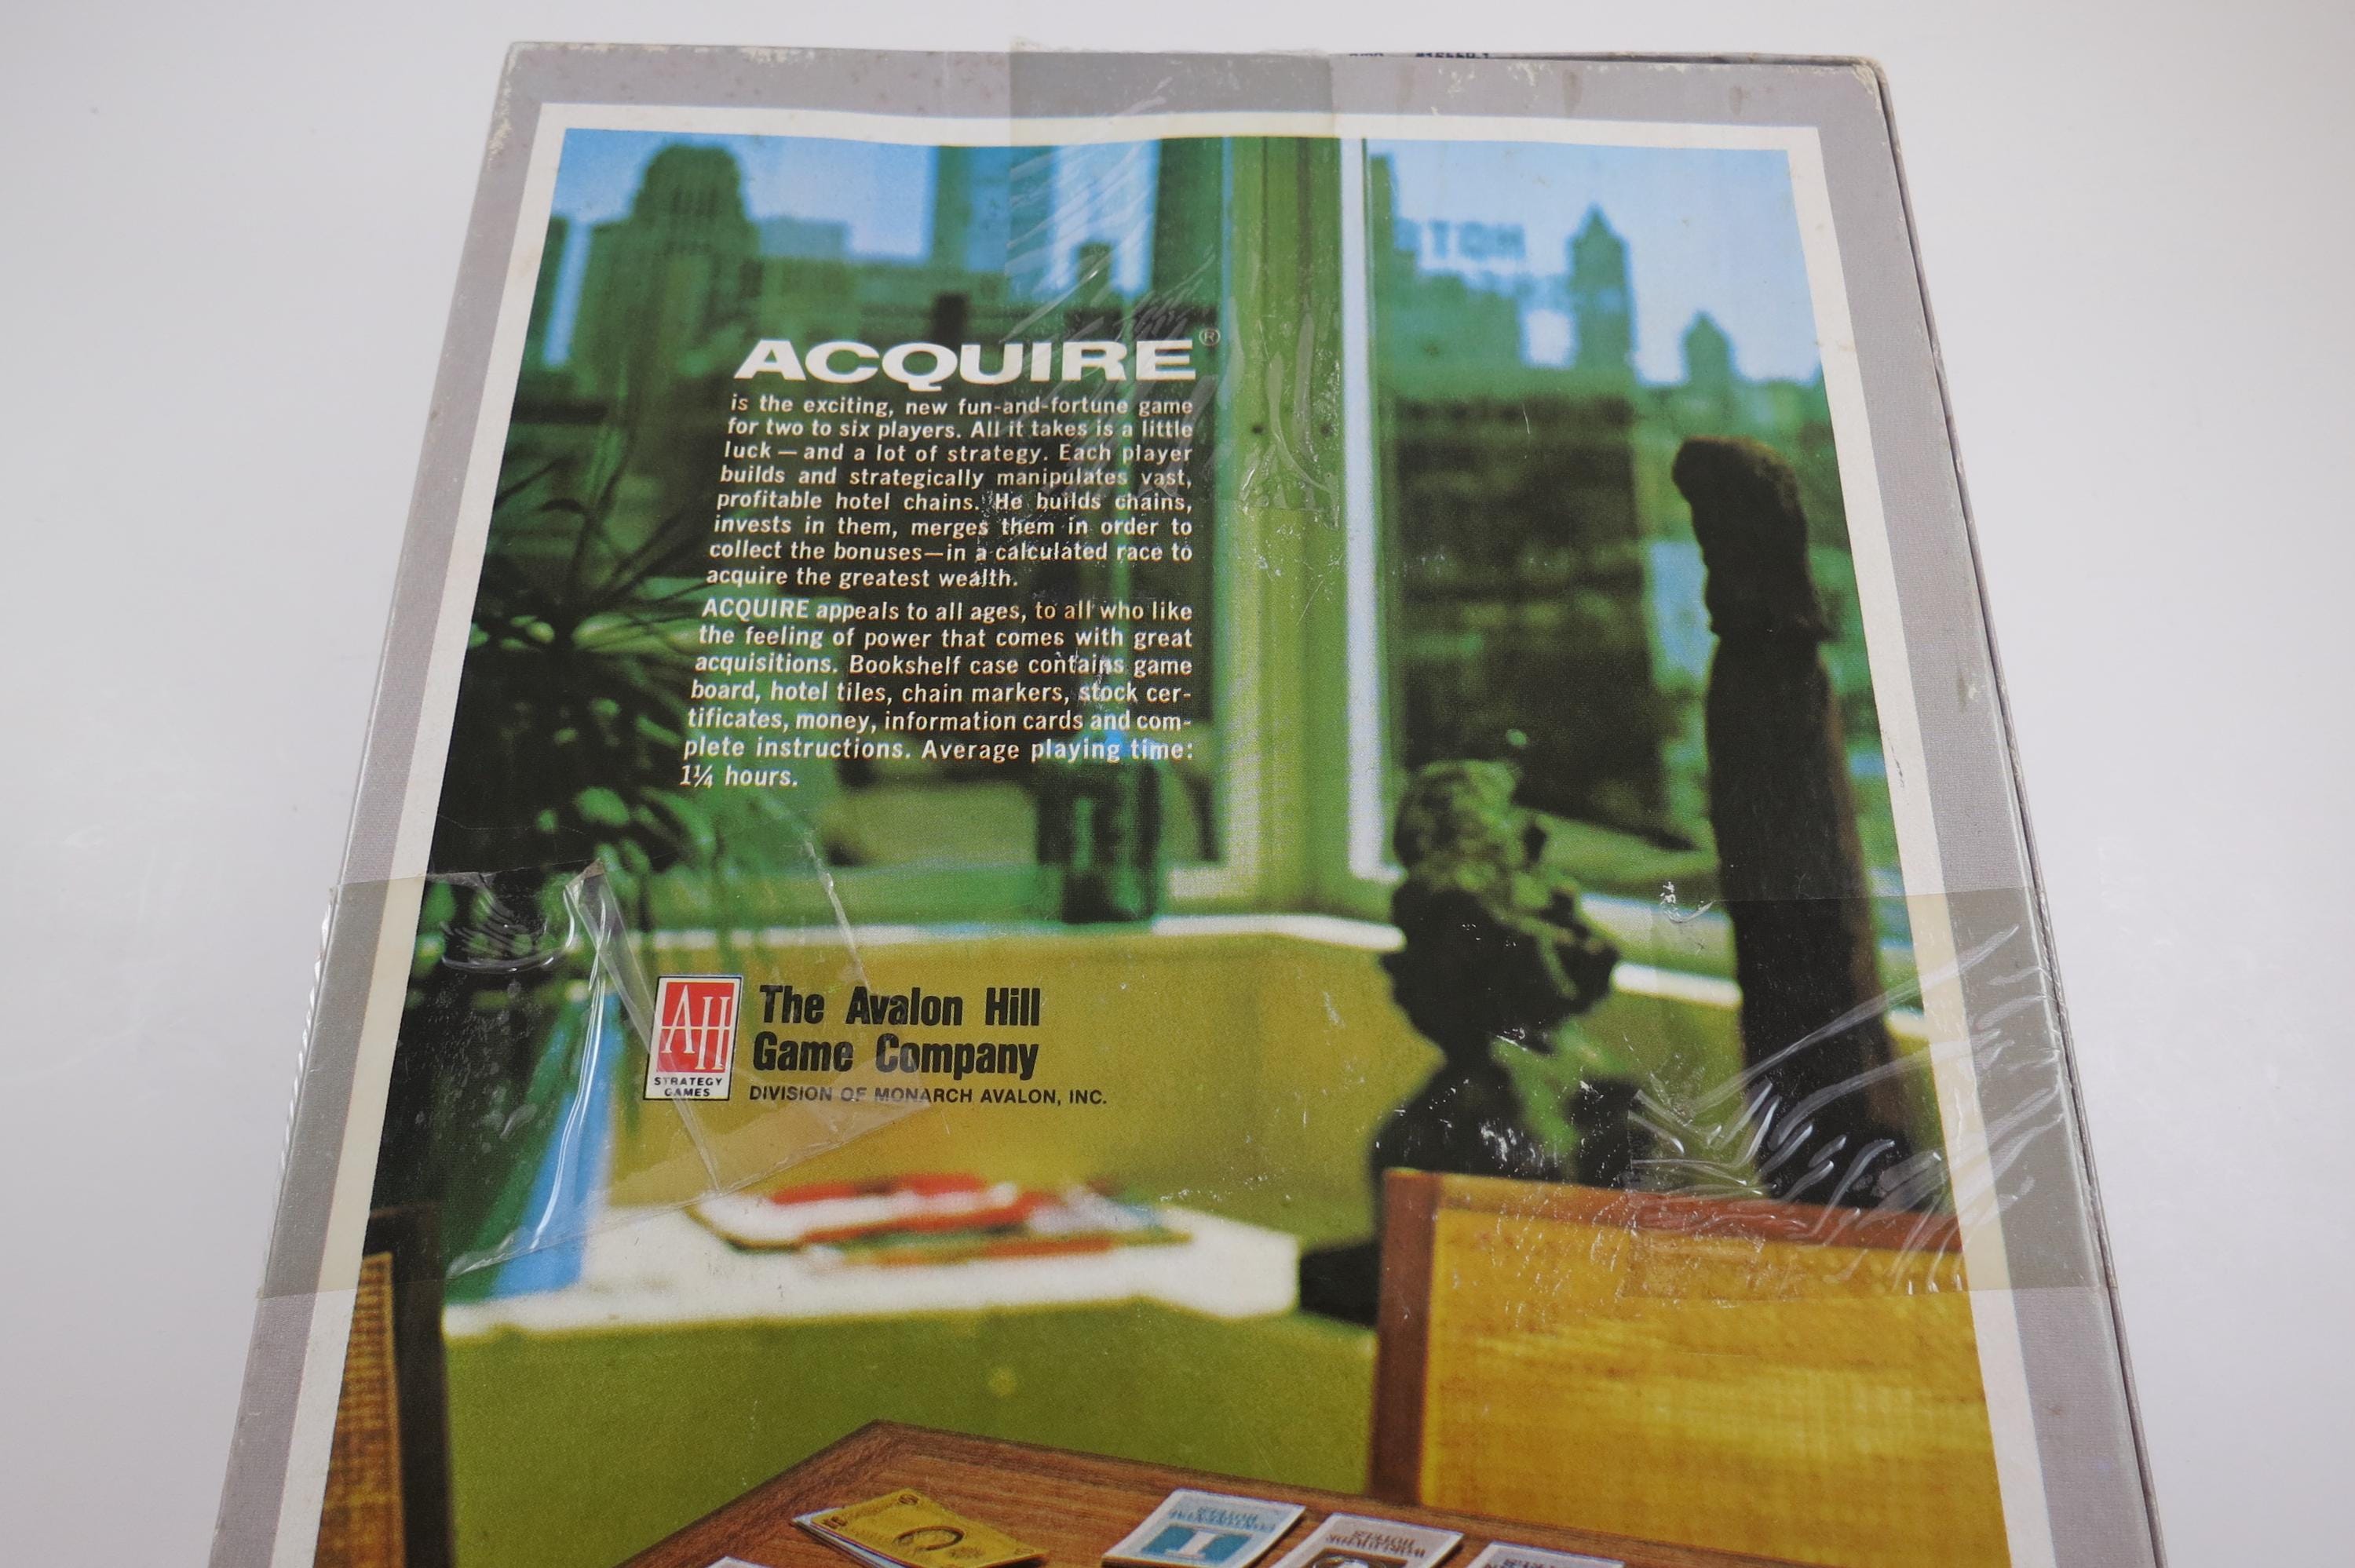 ACQUIRE®
is the exciting, new fun-and-fortune game
for two to six players. All it takes is a little
luck — and a lot of strategy. Each player
builds and strategically manipulates vast,
profitable hotel chains. He builds chains,
invests in them, merges them in order to
collect the bonuses—in a calculated race to
acquire the greatest wealth.
ACQUIRE appeals to all ages, to all who like
the feeling of power that comes with great
acquisitions. Bookshelf case contains game
board, hotel tiles, chain markers, stock cer-
tificates, money, information cards and com-
plete instructions. Average playing time:
1¼ hours.
AH
STRATEGY
GAMES
The Avalon Hill
Game Company
DIVISION OF MONARCH AVALON, INC.